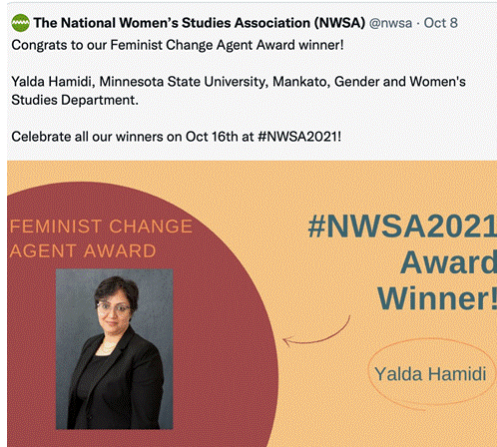 The National Women's Studies Association (NWSA) @nwsa · Oct 8
Congrats to our Feminist Change Agent Award winner!
Yalda Hamidi, Minnesota State University, Mankato, Gender and Women's
Studies Department.
Celebrate all our winners on Oct 16th at #NWSA2021!
FEMINIST CHANGE
AGENT AWARD
#NWSA2021
Award
Winner!
Yalda Hamidi